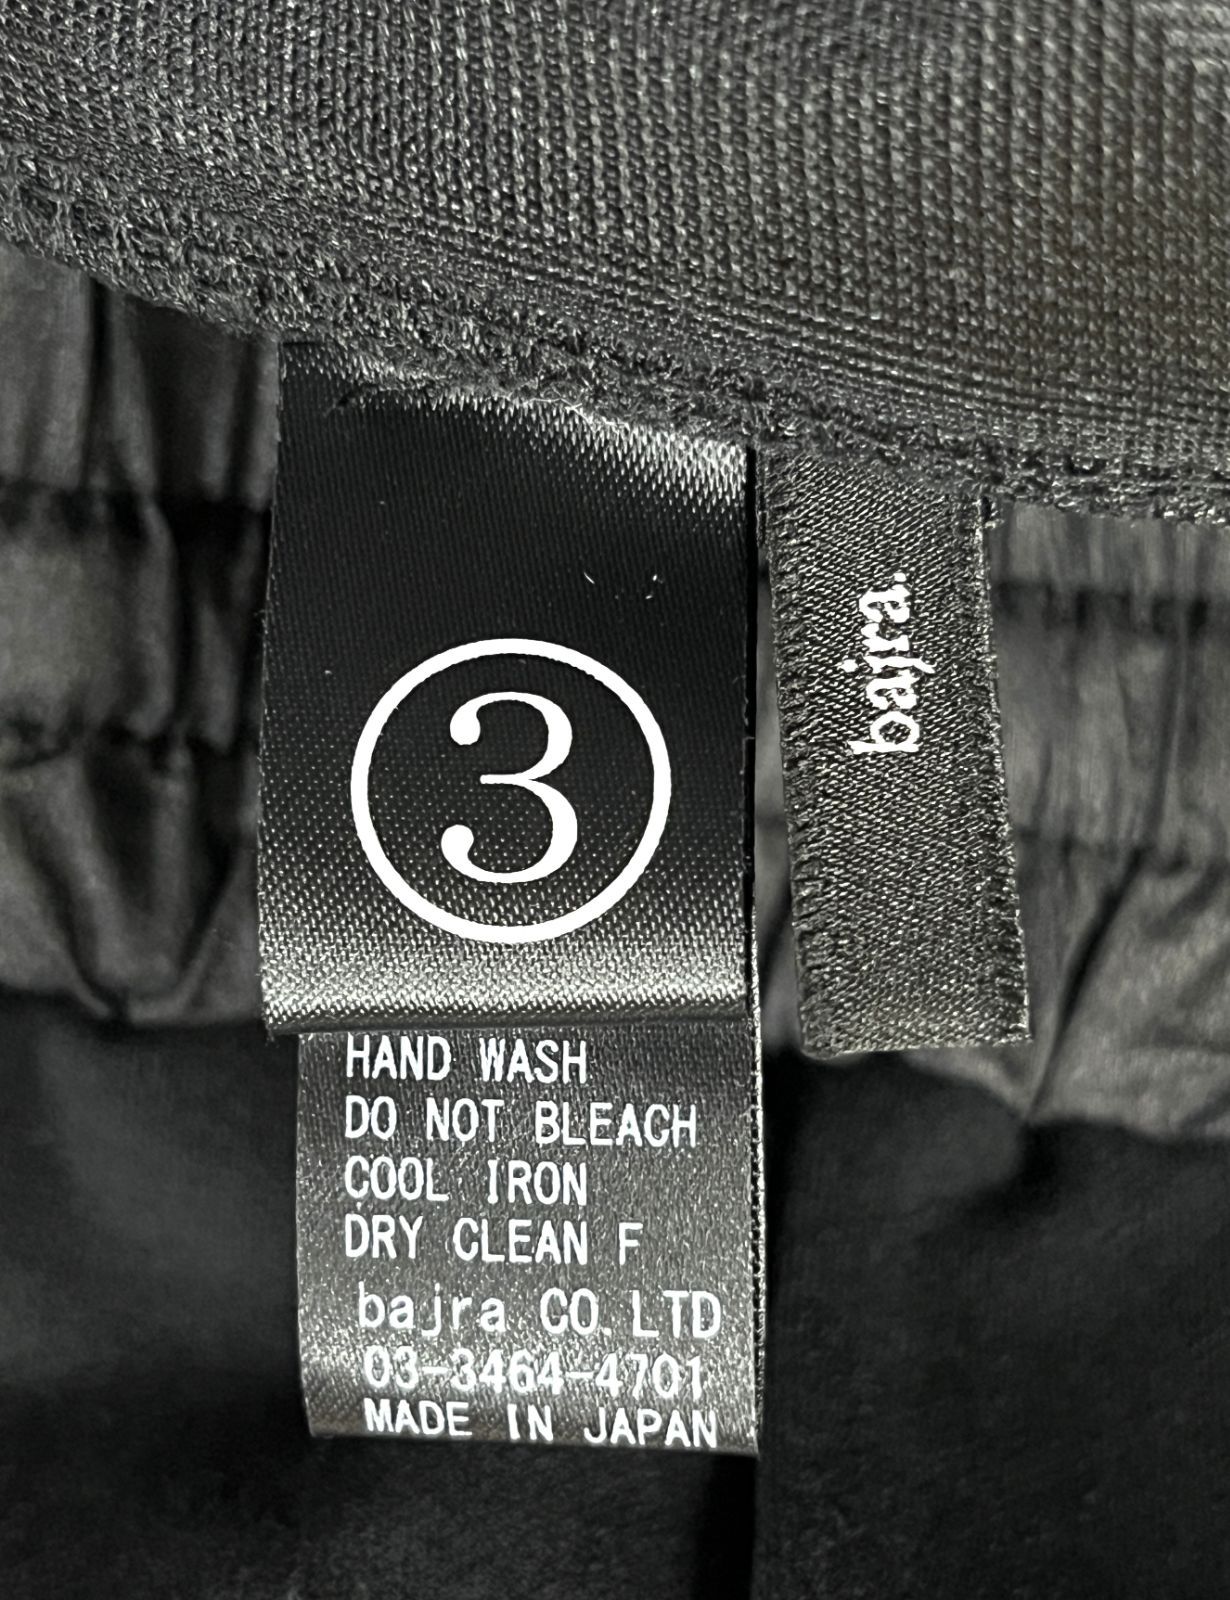 3
bajra.
HAND WASH
DO NOT BLEACH
COOL IRON
DRY CLEAN F
bajra CO. LTD
03-3464-4701
MADE IN JAPAN